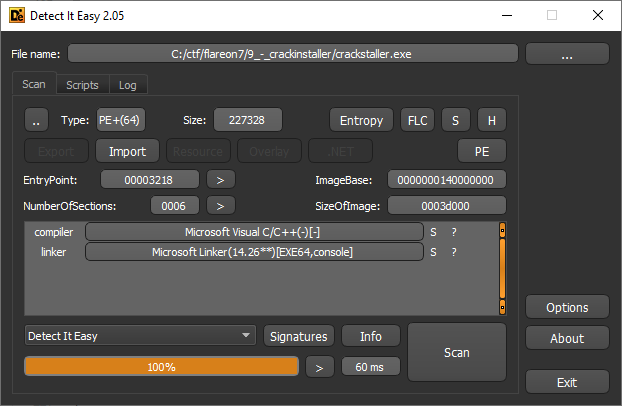 Detect It Easy 2.05
File name: C:/ctf/flareon7/9_-_crackinstaller/crackstaller.exe ...
Scan Scripts Log
.. Type: PE+(64) Size: 227328 Entropy FLC S H
Export Import Resource Overlay .NET PE
EntryPoint: 00003218 > ImageBase: 0000000140000000
NumberOfSections: 0006 > SizeOfImage: 0003d000
compiler Microsoft Visual C/C++(-)[-] S ?
linker Microsoft Linker(14.26**)[EXE64,console] S ?
Options
Detect It Easy Signatures Info Scan About
100% > 60 ms
Exit